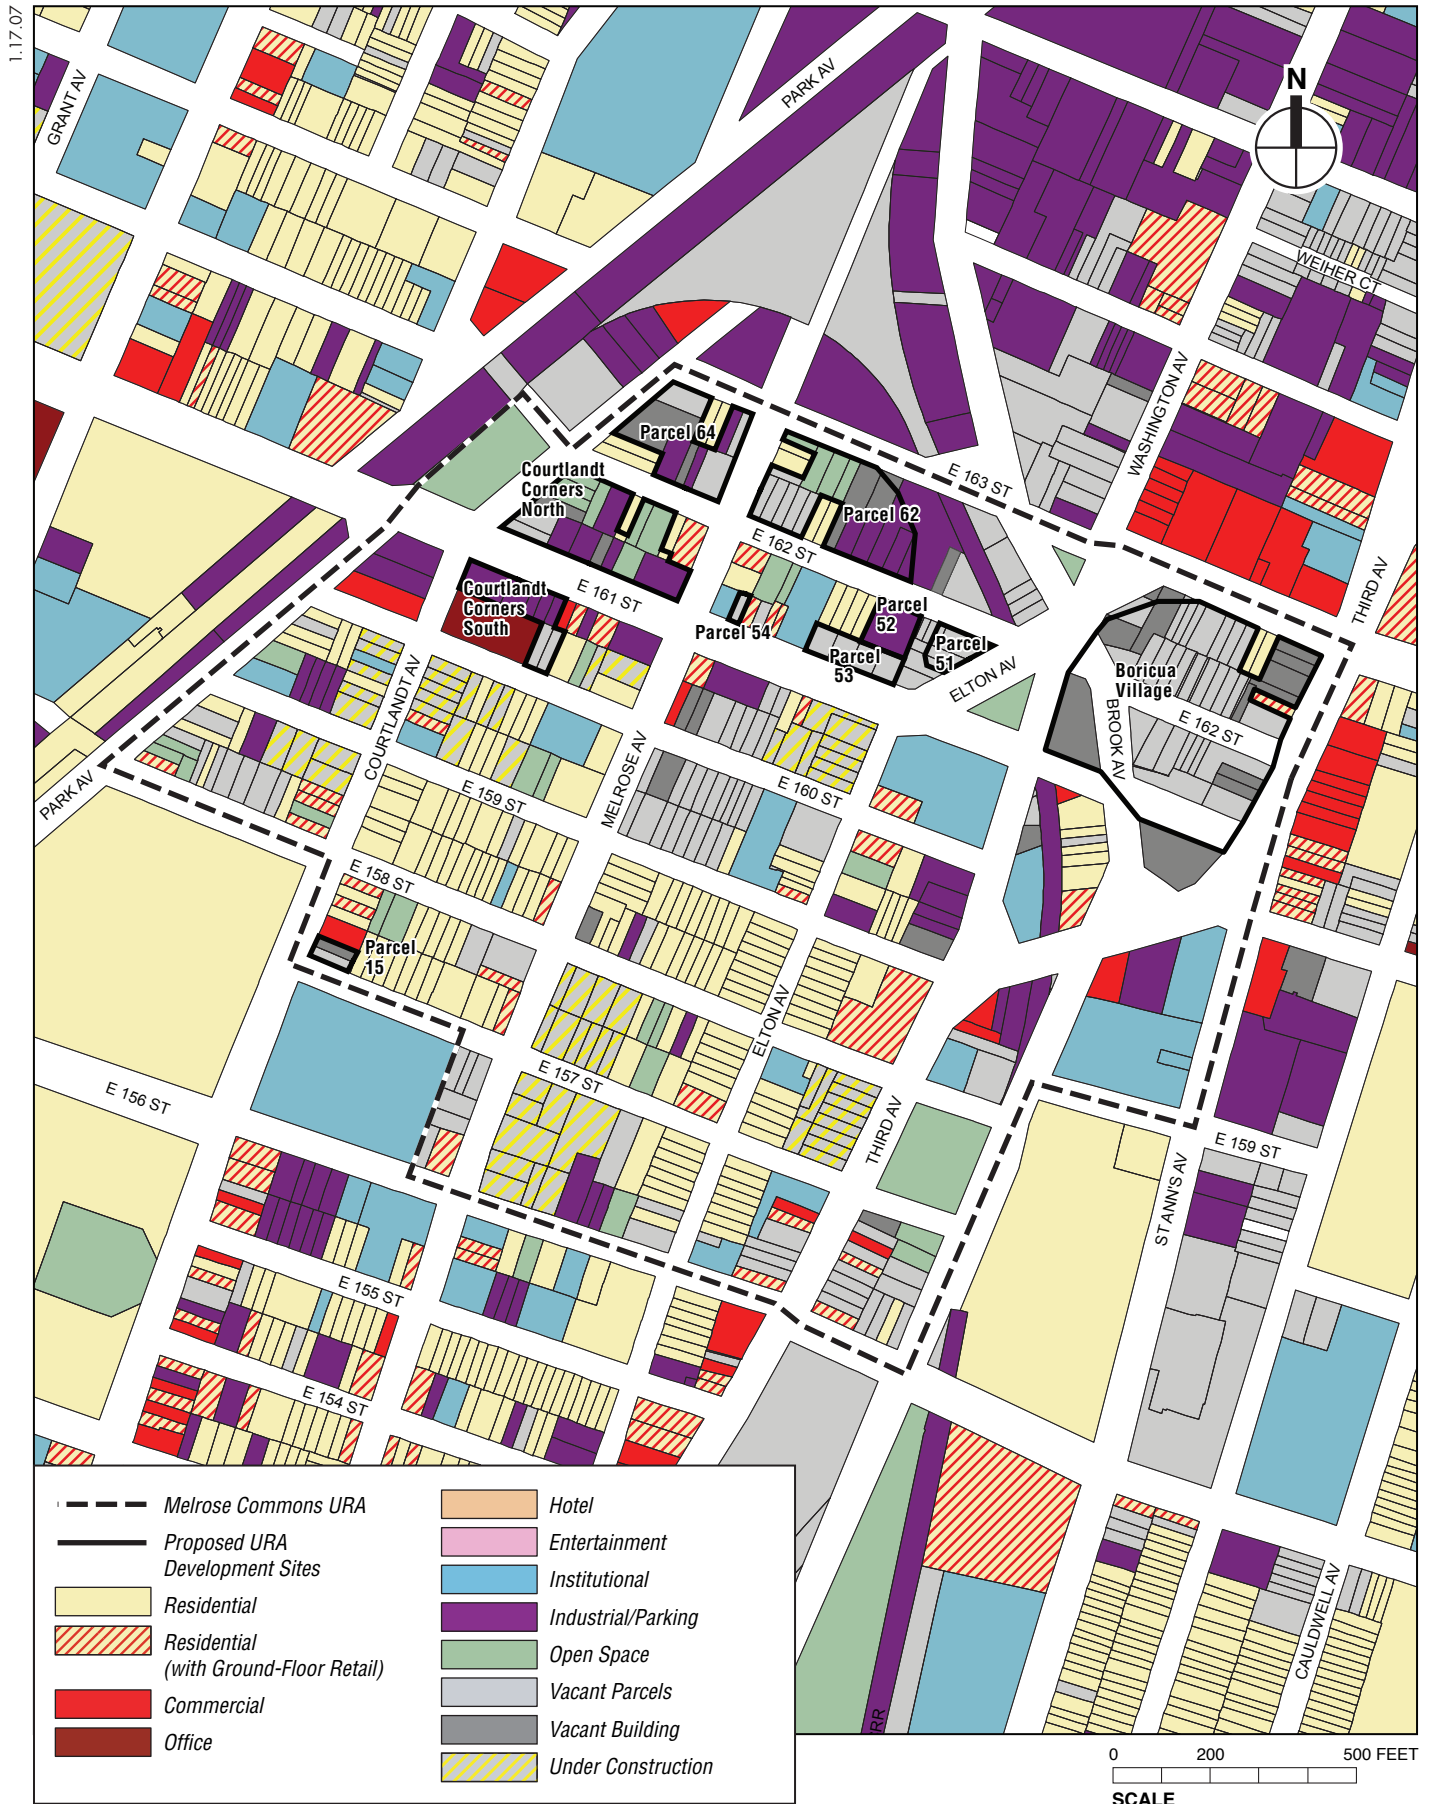 1.17.07
GRANT AV
PARK AV
N
WEIHER CT
WASHINGTON AV
E 163 ST
Parcel 64
Courtlandt
Corners
North
Parcel 62
E 162 ST
THIRD AV
Courtlandt
Corners
South
E 161 ST
Parcel 54
Parcel
52
Parcel
53
Parcel
51
ELTON AV
Boricua
Village
BROOK AV
E 162 ST
COURTLANDT AV
MELROSE AV
E 160 ST
E 159 ST
PARK AV
E 158 ST
Parcel
15
ELTON AV
E 157 ST
E 156 ST
THIRD AV
E 159 ST
ST ANN'S AV
E 155 ST
E 154 ST
CAULDWELL AV
RR
Melrose Commons URA
Proposed URA
Development Sites
Residential
Residential
(with Ground-Floor Retail)
Commercial
Office
Hotel
Entertainment
Institutional
Industrial/Parking
Open Space
Vacant Parcels
Vacant Building
Under Construction
0 200 500 FEET
SCALE